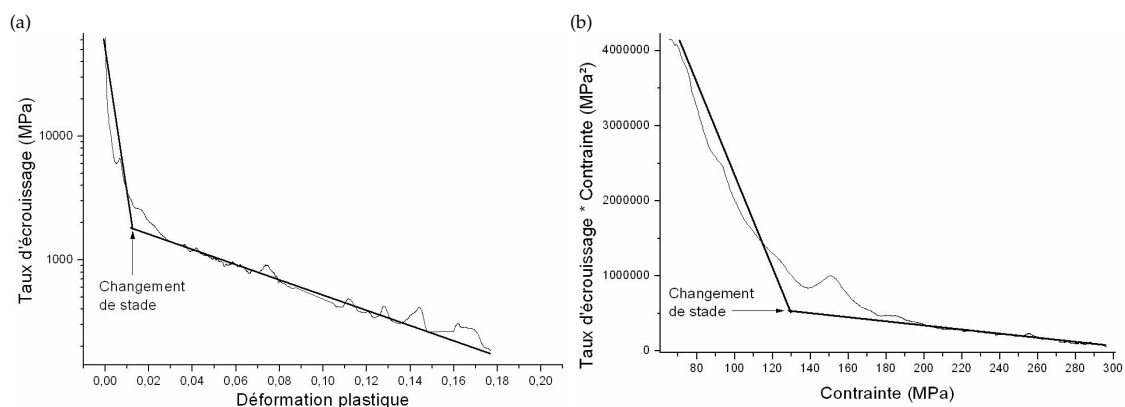 (a)
Taux d'écrouissage (MPa)
10000
1000
Changement
de stade
0,00 0,02 0,04 0,06 0,08 0,10 0,12 0,14 0,16 0,18 0,20
Déformation plastique
(b)
Taux d'écrouissage * Contrainte (MPa²)
4000000
3000000
2000000
1000000
0
Changement
de stade
80 100 120 140 160 180 200 220 240 260 280 300
Contrainte (MPa)